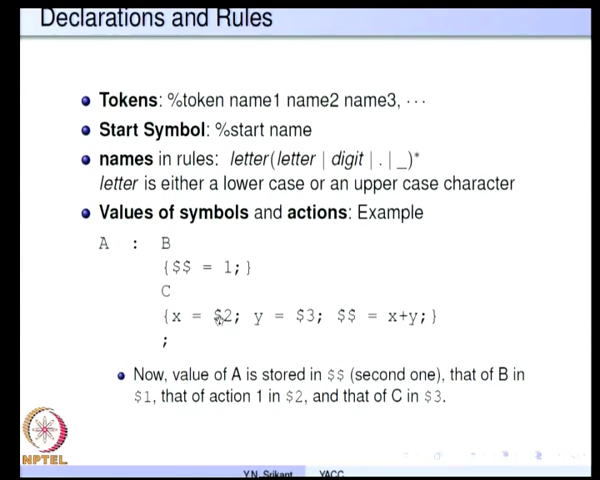 Declarations and Rules
Tokens: %token name1 name2 name3, ···
Start Symbol: %start name
names in rules: letter(letter | digit | . | _)*
letter is either a lower case or an upper case character
Values of symbols and actions: Example
A : B
{$$ = 1;}
C
{x = $2; y = $3; $$ = x+y;}
;
Now, value of A is stored in $$ (second one), that of B in
$1, that of action 1 in $2, and that of C in $3.
NPTEL
Y.N. Srikant YACC